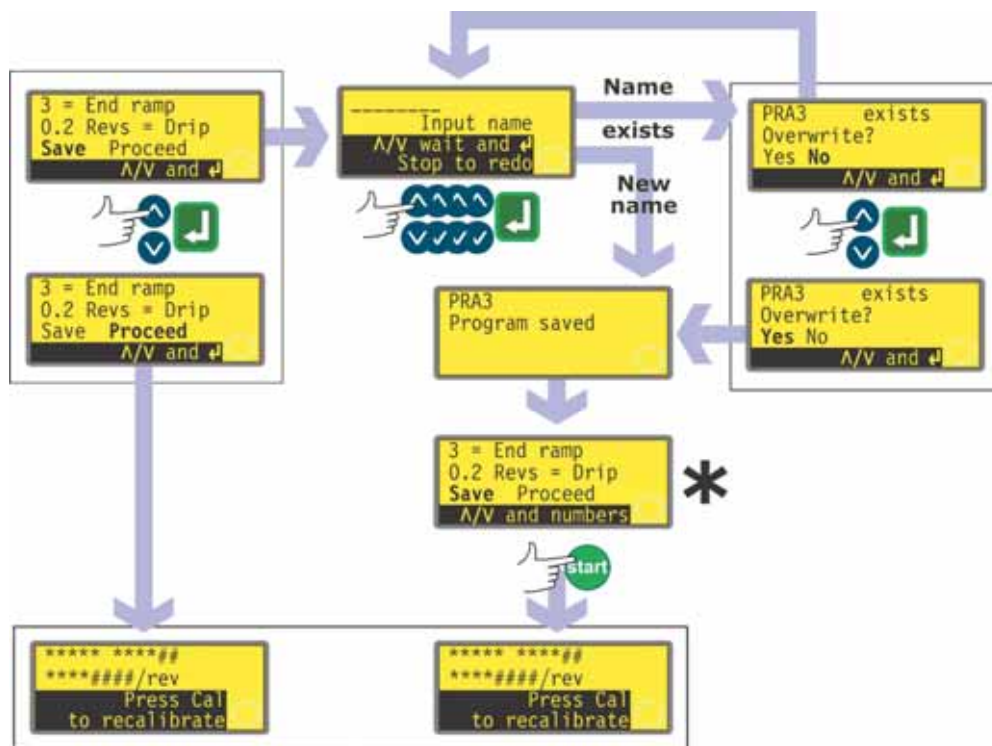 3 = End ramp
0.2 Revs = Drip
Save Proceed
∧/∨ and ↲
3 = End ramp
0.2 Revs = Drip
Save Proceed
∧/∨ and ↲
________
Input name
∧/∨ wait and ↲
Stop to redo
Name
exists
New
name
PRA3 exists
Overwrite?
Yes No
∧/∨ and ↲
PRA3 exists
Overwrite?
Yes No
∧/∨ and ↲
PRA3
Program saved
3 = End ramp
0.2 Revs = Drip
Save Proceed
∧/∨ and numbers
*
start
***** ****##
****####/rev
Press Cal
to recalibrate
***** ****##
****####/rev
Press Cal
to recalibrate